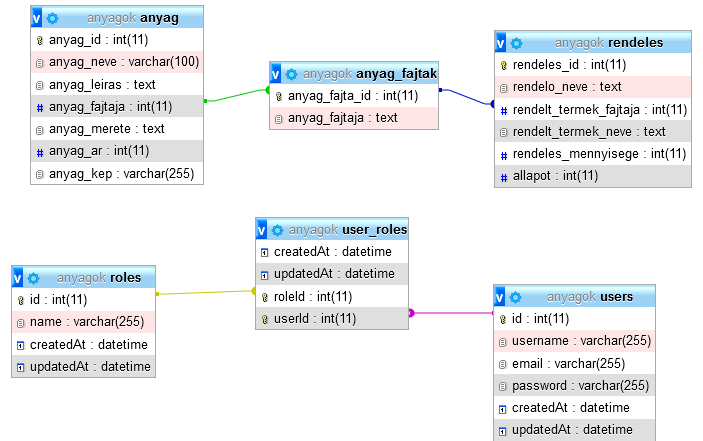 v anyagok anyag
anyag_id : int(11)
anyag_neve : varchar(100)
anyag_leiras : text
# anyag_fajtaja : int(11)
anyag_merete : text
# anyag_ar : int(11)
anyag_kep : varchar(255)
v anyagok anyag_fajtak
anyag_fajta_id : int(11)
anyag_fajtaja : text
v anyagok rendeles
rendeles_id : int(11)
rendelo_neve : text
# rendelt_termek_fajtaja : int(11)
rendelt_termek_neve : text
# rendeles_mennyisege : int(11)
# allapot : int(11)
v anyagok roles
id : int(11)
name : varchar(255)
createdAt : datetime
updatedAt : datetime
v anyagok user_roles
createdAt : datetime
updatedAt : datetime
roleId : int(11)
userId : int(11)
v anyagok users
id : int(11)
username : varchar(255)
email : varchar(255)
password : varchar(255)
createdAt : datetime
updatedAt : datetime